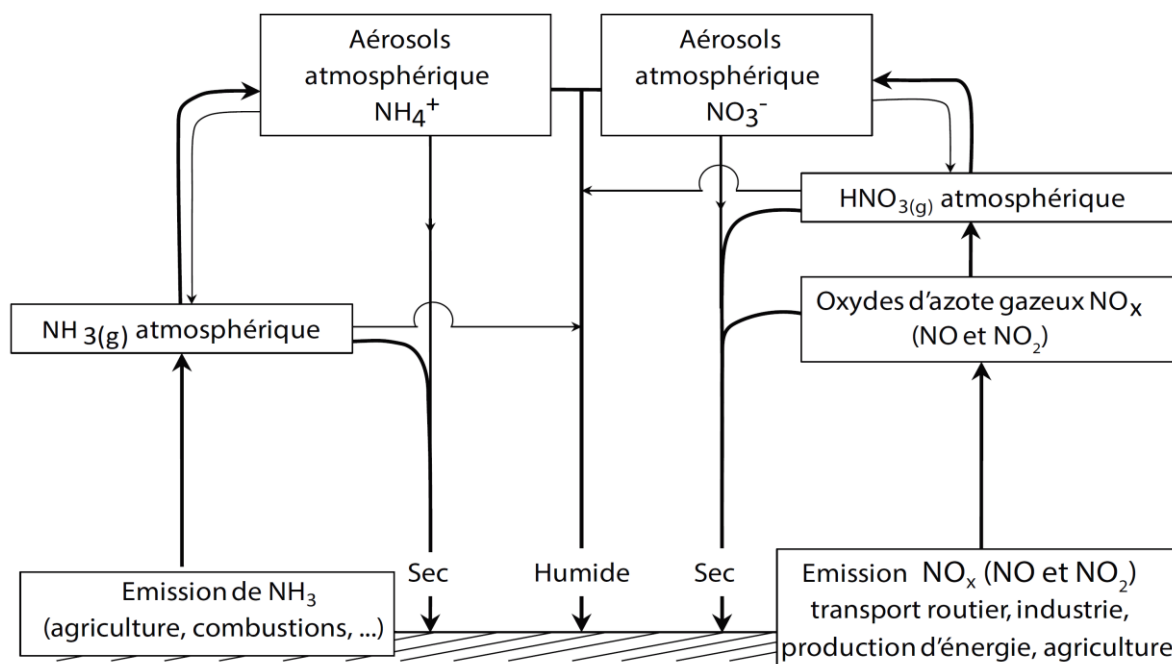 Aérosols
atmosphérique
NH₄⁺
Aérosols
atmosphérique
NO₃⁻
HNO₃(g) atmosphérique
Oxydes d'azote gazeux NOx
(NO et NO₂)
NH ₃(g) atmosphérique
Sec
Humide
Sec
Emission de NH₃
(agriculture, combustions, ...)
Emission NOx (NO et NO₂)
transport routier, industrie,
production d'énergie, agriculture